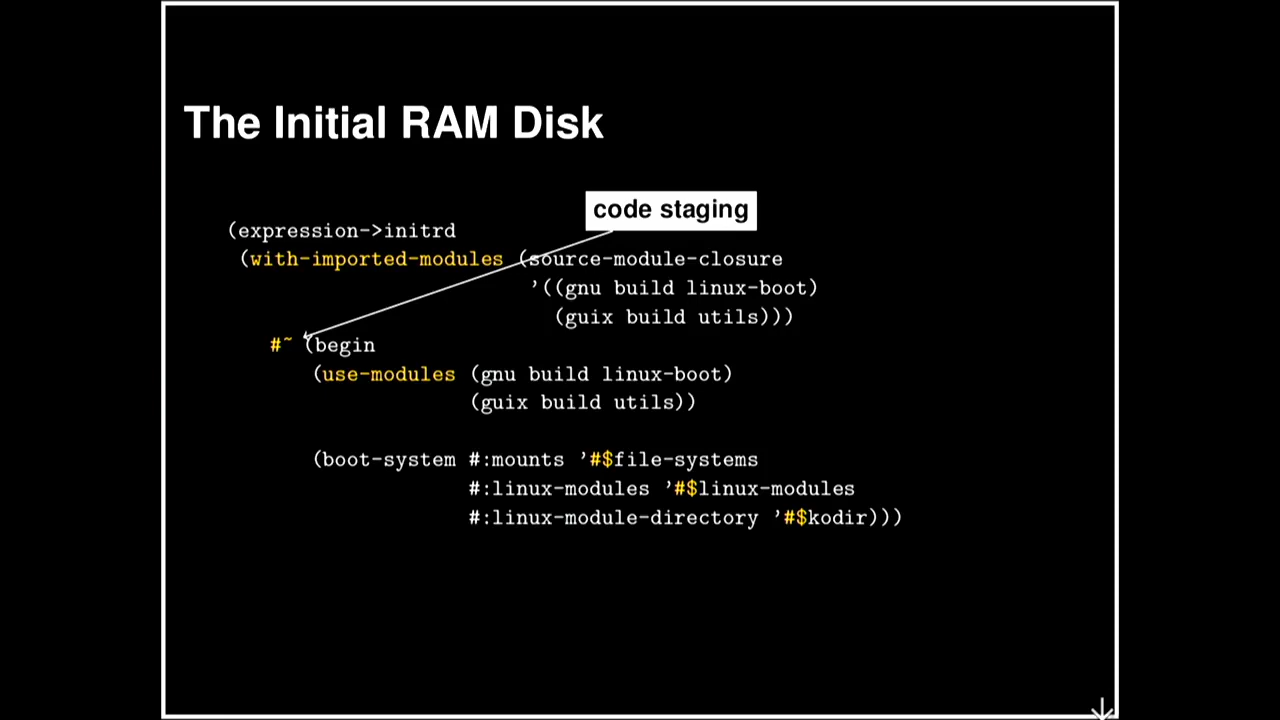 The Initial RAM Disk
code staging
(expression->initrd
(with-imported-modules (source-module-closure
'((gnu build linux-boot)
(guix build utils)))
#~ (begin
(use-modules (gnu build linux-boot)
(guix build utils))
(boot-system #:mounts '#$file-systems
#:linux-modules '#$linux-modules
#:linux-module-directory '#$kodir)))